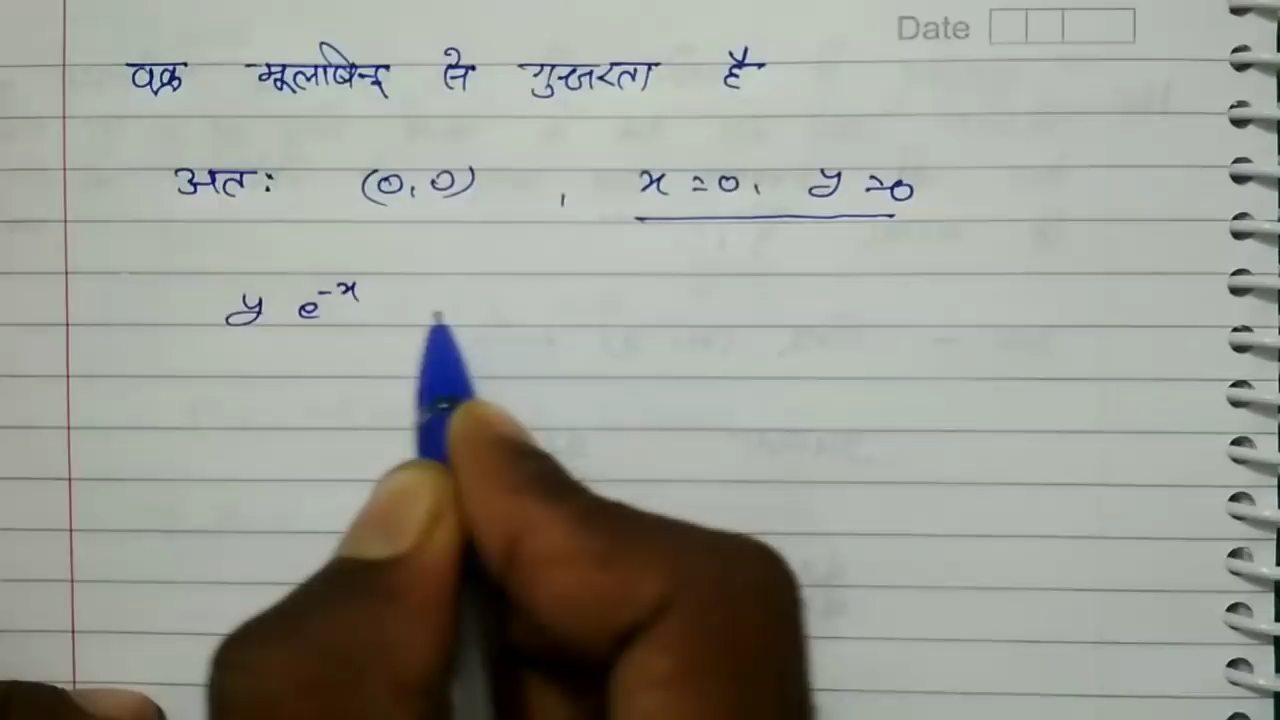 Date
वक्र मूलबिन्दु से गुजरता है
अतः (0,0) , x=0, y=0
y e⁻ˣ